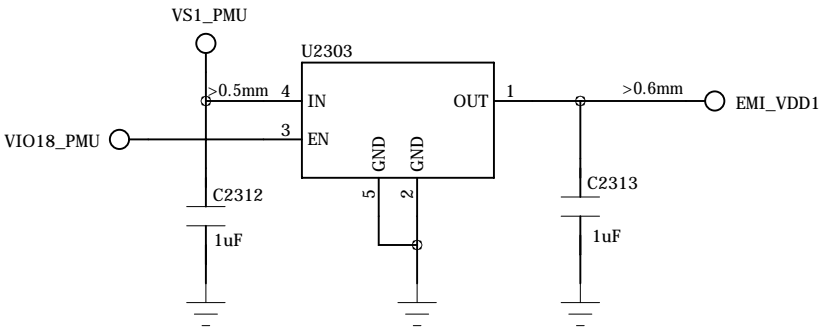 VS1_PMU
U2303
>0.5mm
4
IN
OUT
1
>0.6mm
EMI_VDD1
VIO18_PMU
3
EN
GND
GND
5
2
C2312
1uF
C2313
1uF